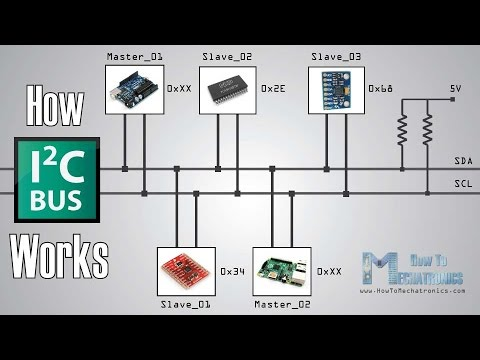 How
I²C
BUS
Works
Master_01
0xXX
Slave_02
0x2E
Slave_03
0x68
5V
SDA
SCL
0x34
Slave_01
0xXX
Master_02
How To
MECHATRONICS
www.HowToMechatronics.com